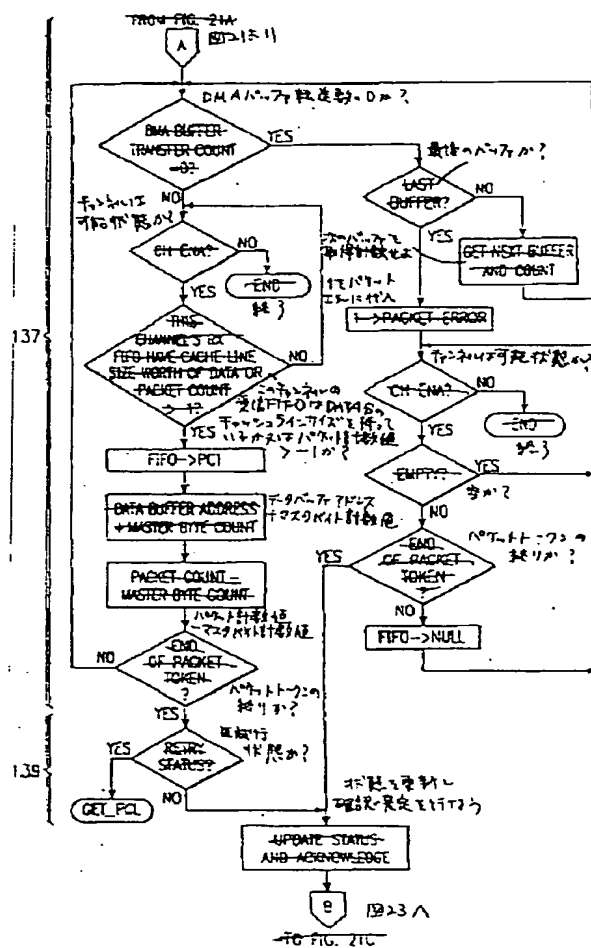 FROM FIG. 21A
A
図21より
DMAバッファ転送数=0か?
DMA BUFFER
TRANSFER COUNT
=0?
YES
NO
最後のバッファか?
LAST
BUFFER?
NO
YES
GET NEXT BUFFER
AND COUNT
チャンネルは
可能状態か?
CH ENA?
NO
END
終了
YES
次のバッファを
取得計数せよ
1をパケット
エラーに代入
1->PACKET ERROR
137
THIS
CHANNEL'S RX
FIFO HAVE CACHE LINE
SIZE WORTH OF DATA OR
PACKET COUNT
>-1?
NO
YES
このチャンネルの
受信FIFOはDATAの
キャッシュラインサイズを持って
いるか又はパケット計数値
>-1か?
チャンネルは可能状態か?
CH ENA?
NO
END
終了
YES
FIFO->PCI
EMPTY?
YES
空か?
NO
DATA BUFFER ADDRESS
+ MASTER BYTE COUNT
データバッファアドレス
+マスタバイト計数値
END
OF PACKET
TOKEN
?
YES
NO
パケットトークンの
終りか?
PACKET COUNT -
MASTER BYTE COUNT
パケット計数値
-マスタバイト計数値
FIFO->NULL
END
OF PACKET
TOKEN
?
NO
YES
パケットトークンの
終りか?
139
RETRY
STATUS?
YES
NO
再試行
状態か?
GET_PCL
状態を更新し
確認の発定を行なう
UPDATE STATUS
AND ACKNOWLEDGE
B
図23へ
TO FIG. 21C